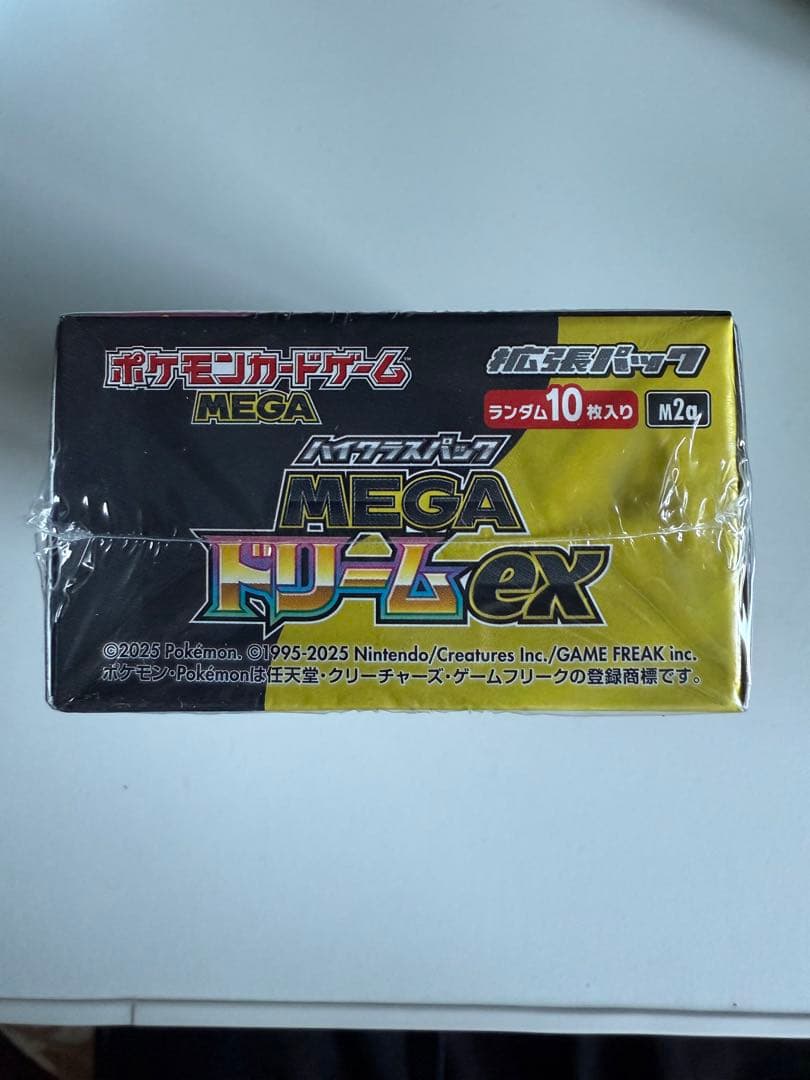 ポケモンカードゲーム™
MEGA
拡張パック
ランダム10枚入り M2a
ハイクラスパック
MEGA
ドリームex
©2025 Pokémon. ©1995-2025 Nintendo/Creatures Inc./GAME FREAK inc.
ポケモン・Pokémonは任天堂・クリーチャーズ・ゲームフリークの登録商標です。